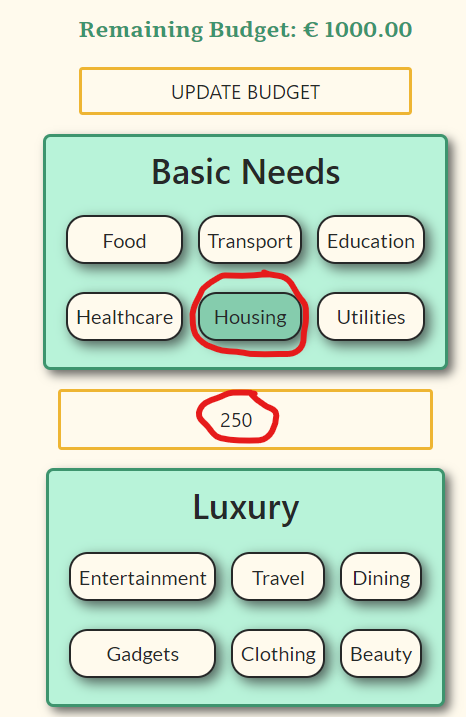 Remaining Budget: € 1000.00
UPDATE BUDGET
Basic Needs
Food Transport Education
Healthcare Housing Utilities
250
Luxury
Entertainment Travel Dining
Gadgets Clothing Beauty